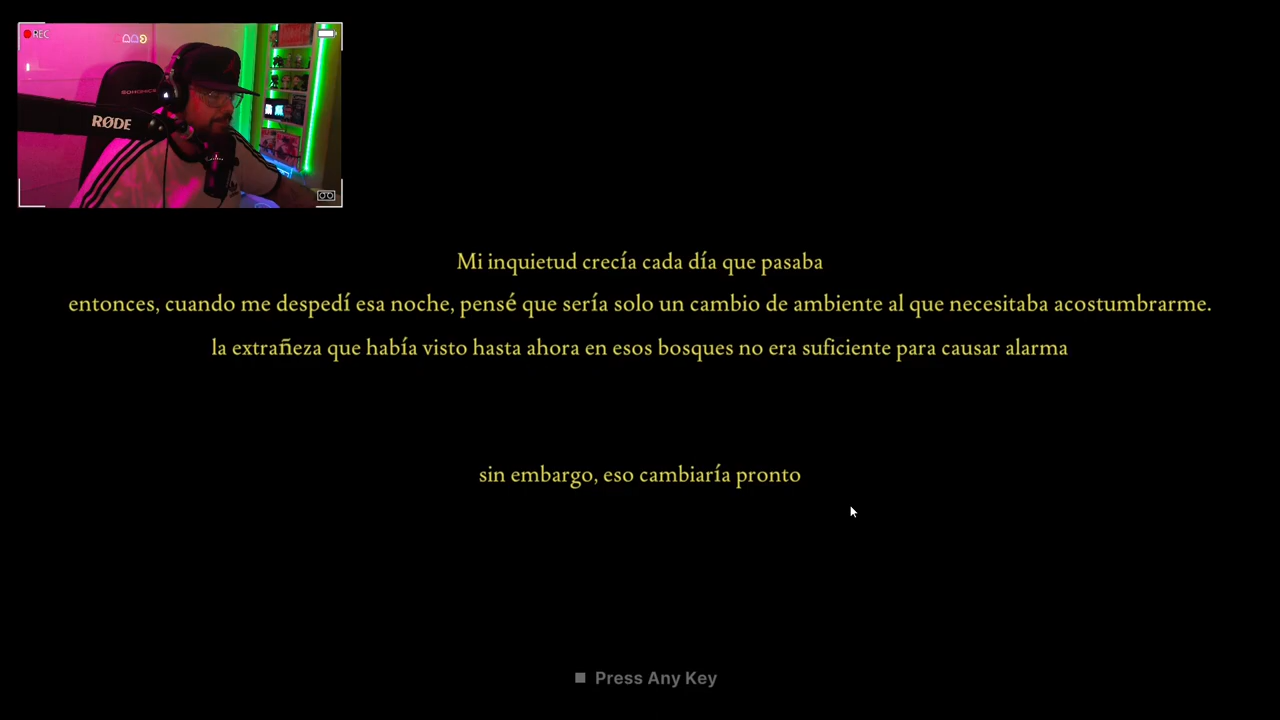 REC
SONGMICS
RØDE
Mi inquietud crecía cada día que pasaba
entonces, cuando me despedí esa noche, pensé que sería solo un cambio de ambiente al que necesitaba acostumbrarme.
la extrañeza que había visto hasta ahora en esos bosques no era suficiente para causar alarma
sin embargo, eso cambiaría pronto
Press Any Key